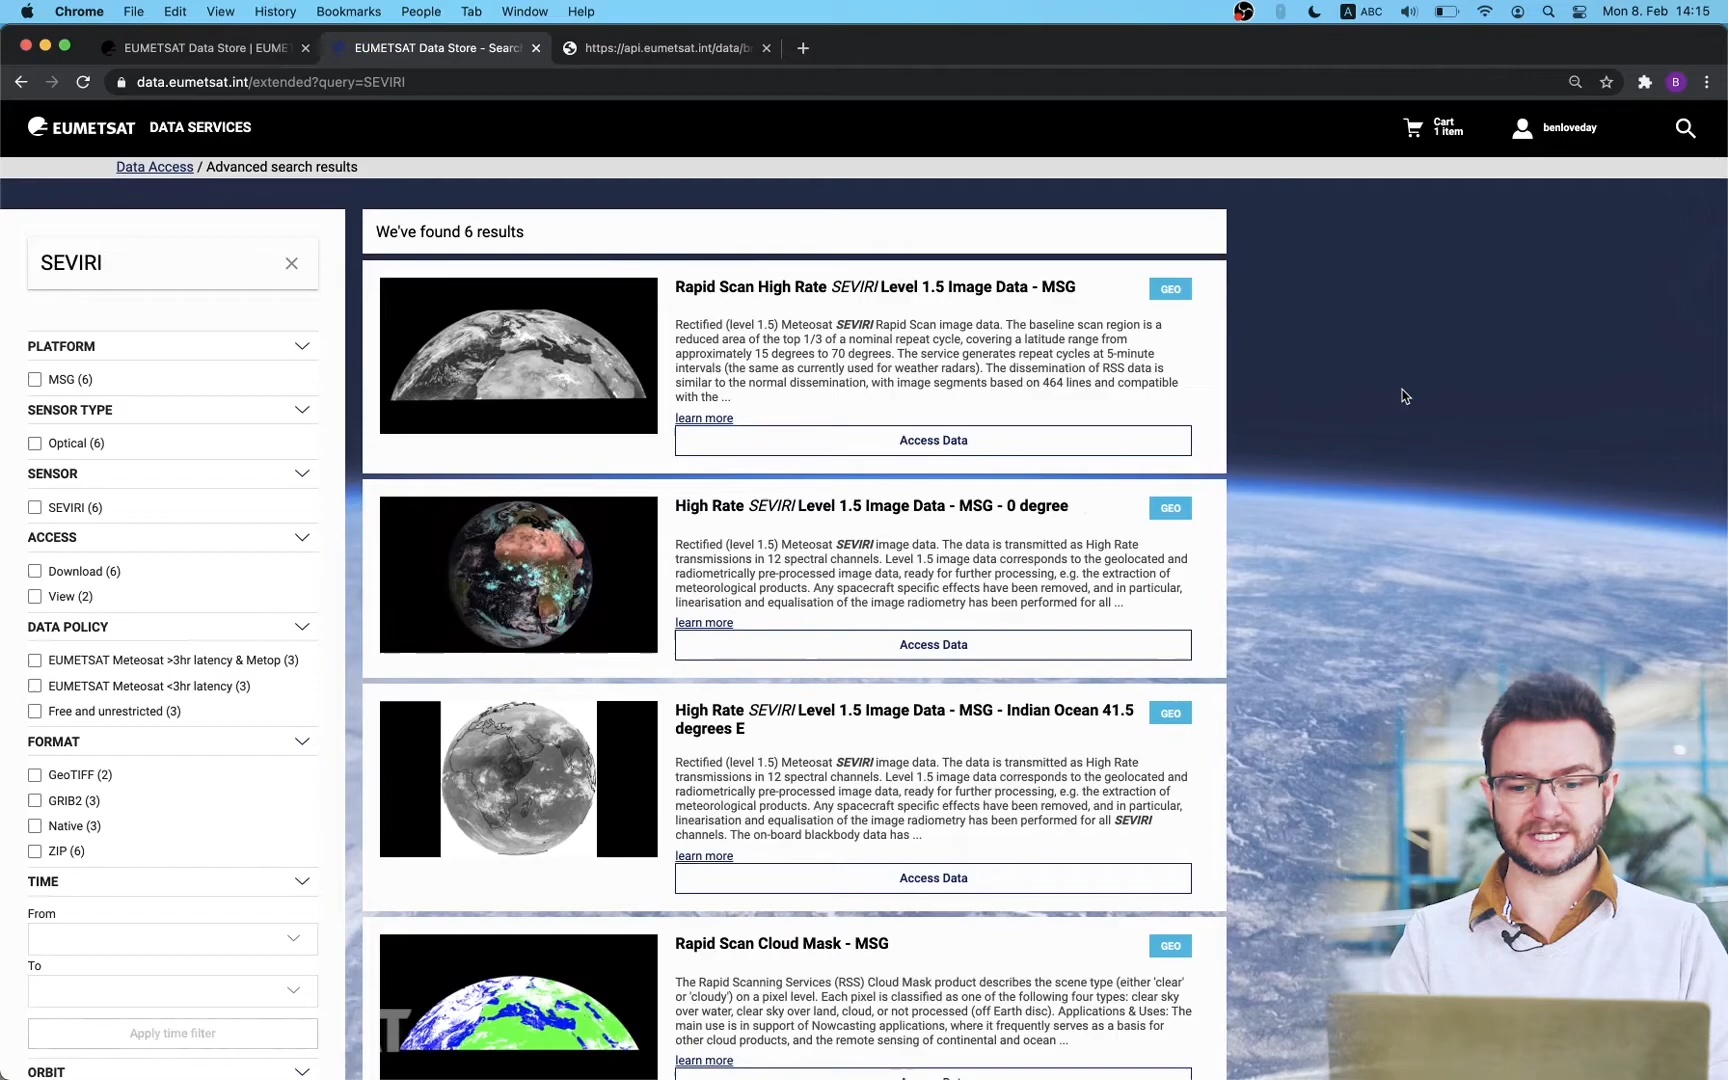 Chrome File Edit View History Bookmarks People Tab Window Help A ABC Mon 8. Feb 14:15
EUMETSAT Data Store | EUME EUMETSAT Data Store - Searc https://api.eumetsat.int/data/br
data.eumetsat.int/extended?query=SEVIRI B
EUMETSAT DATA SERVICES Cart 1 item benloveday
Data Access / Advanced search results
SEVIRI
PLATFORM
MSG (6)
SENSOR TYPE
Optical (6)
SENSOR
SEVIRI (6)
ACCESS
Download (6)
View (2)
DATA POLICY
EUMETSAT Meteosat >3hr latency & Metop (3)
EUMETSAT Meteosat <3hr latency (3)
Free and unrestricted (3)
FORMAT
GeoTIFF (2)
GRIB2 (3)
Native (3)
ZIP (6)
TIME
From
To
Apply time filter
ORBIT
We've found 6 results
Rapid Scan High Rate SEVIRI Level 1.5 Image Data - MSG
GEO
Rectified (level 1.5) Meteosat SEVIRI Rapid Scan image data. The baseline scan region is a
reduced area of the top 1/3 of a nominal repeat cycle, covering a latitude range from
approximately 15 degrees to 70 degrees. The service generates repeat cycles at 5-minute
intervals (the same as currently used for weather radars). The dissemination of RSS data is
similar to the normal dissemination, with image segments based on 464 lines and compatible
with the ...
learn more
Access Data
High Rate SEVIRI Level 1.5 Image Data - MSG - 0 degree
GEO
Rectified (level 1.5) Meteosat SEVIRI image data. The data is transmitted as High Rate
transmissions in 12 spectral channels. Level 1.5 image data corresponds to the geolocated and
radiometrically pre-processed image data, ready for further processing, e.g. the extraction of
meteorological products. Any spacecraft specific effects have been removed, and in particular,
linearisation and equalisation of the image radiometry has been performed for all ...
learn more
Access Data
High Rate SEVIRI Level 1.5 Image Data - MSG - Indian Ocean 41.5
degrees E
GEO
Rectified (level 1.5) Meteosat SEVIRI image data. The data is transmitted as High Rate
transmissions in 12 spectral channels. Level 1.5 image data corresponds to the geolocated and
radiometrically pre-processed image data, ready for further processing, e.g. the extraction of
meteorological products. Any spacecraft specific effects have been removed, and in particular,
linearisation and equalisation of the image radiometry has been performed for all SEVIRI
channels. The on-board blackbody data has ...
learn more
Access Data
Rapid Scan Cloud Mask - MSG
GEO
The Rapid Scanning Services (RSS) Cloud Mask product describes the scene type (either 'clear'
or 'cloudy') on a pixel level. Each pixel is classified as one of the following four types: clear sky
over water, clear sky over land, cloud, or not processed (off Earth disc). Applications & Uses: The
main use is in support of Nowcasting applications, where it frequently serves as a basis for
other cloud products, and the remote sensing of continental and ocean ...
learn more